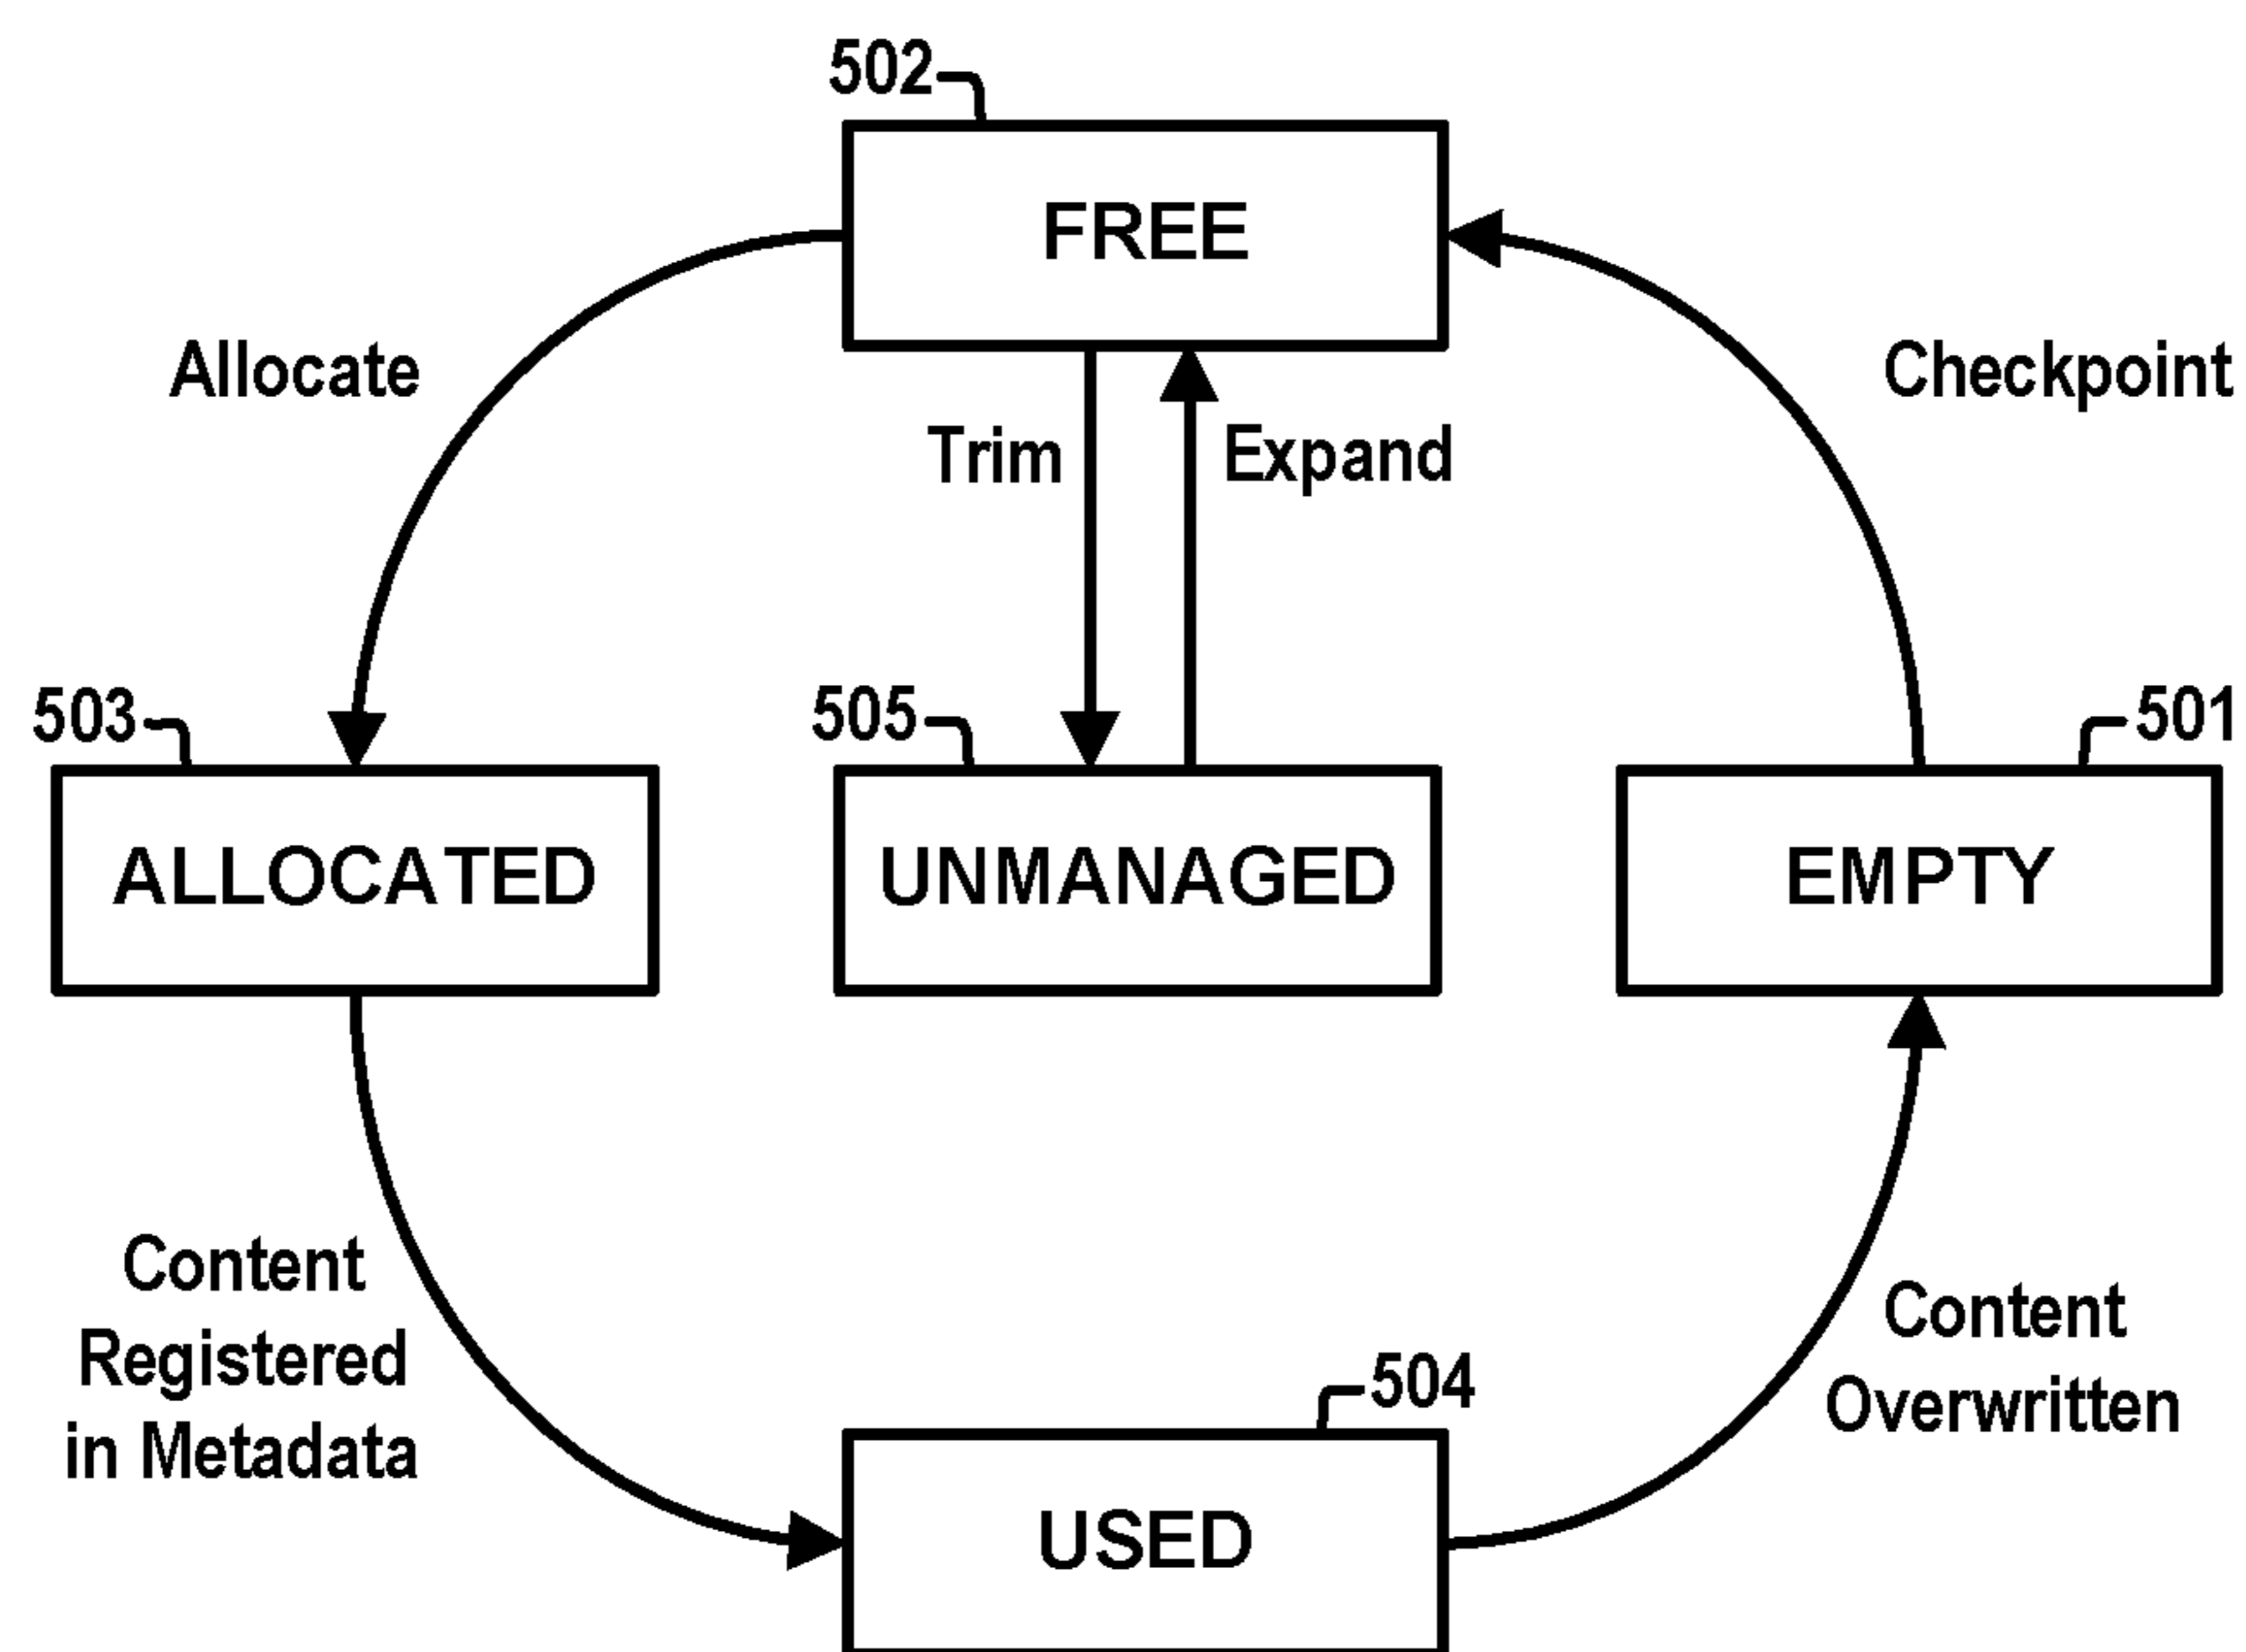 502
FREE
Allocate
Checkpoint
Trim
Expand
503
505
501
ALLOCATED
UNMANAGED
EMPTY
Content
Registered
in Metadata
Content
Overwritten
504
USED